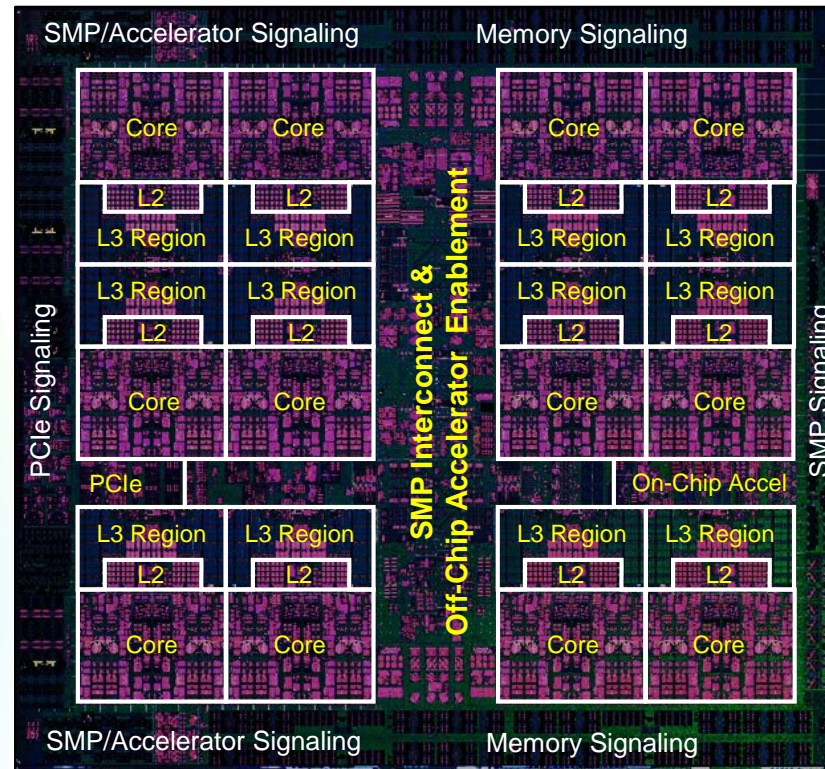 SMP/Accelerator Signaling
Memory Signaling
Core
Core
Core
Core
L2
L2
L2
L2
L3 Region
L3 Region
L3 Region
L3 Region
L3 Region
L3 Region
L3 Region
L3 Region
L2
L2
L2
L2
Core
Core
Core
Core
PCIe Signaling
SMP Interconnect &
Off-Chip Accelerator Enablement
SMP Signaling
PCIe
On-Chip Accel
L3 Region
L3 Region
L3 Region
L3 Region
L2
L2
L2
L2
Core
Core
Core
Core
SMP/Accelerator Signaling
Memory Signaling